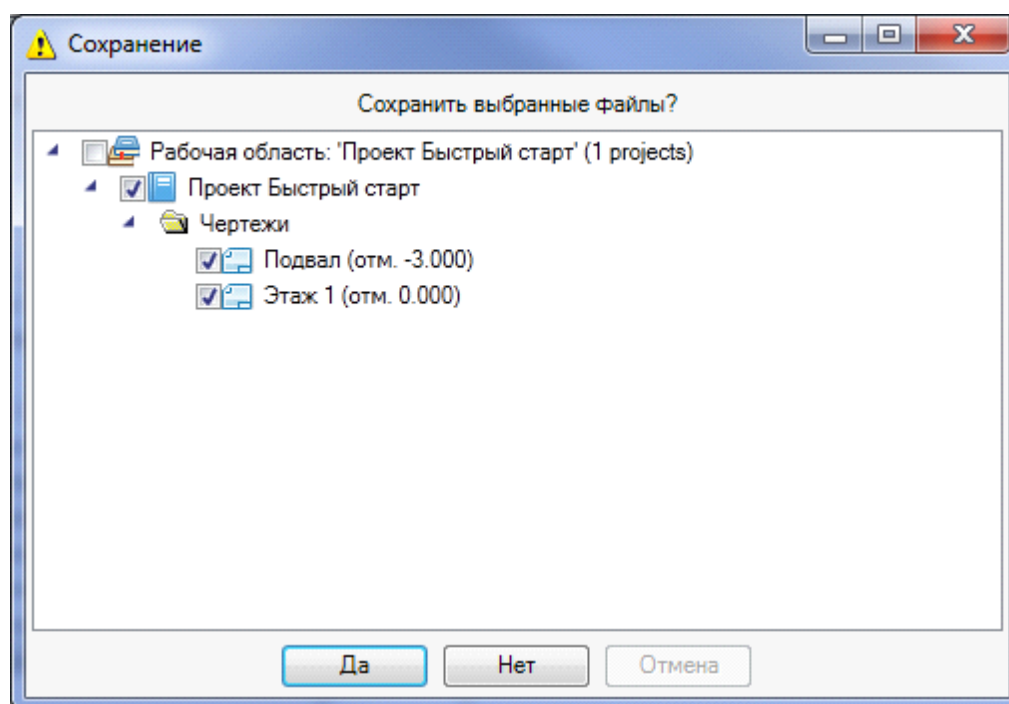 Сохранение
Сохранить выбранные файлы?
Рабочая область: 'Проект Быстрый старт' (1 projects)
Проект Быстрый старт
Чертежи
Подвал (отм. -3.000)
Этаж 1 (отм. 0.000)
Да Нет Отмена